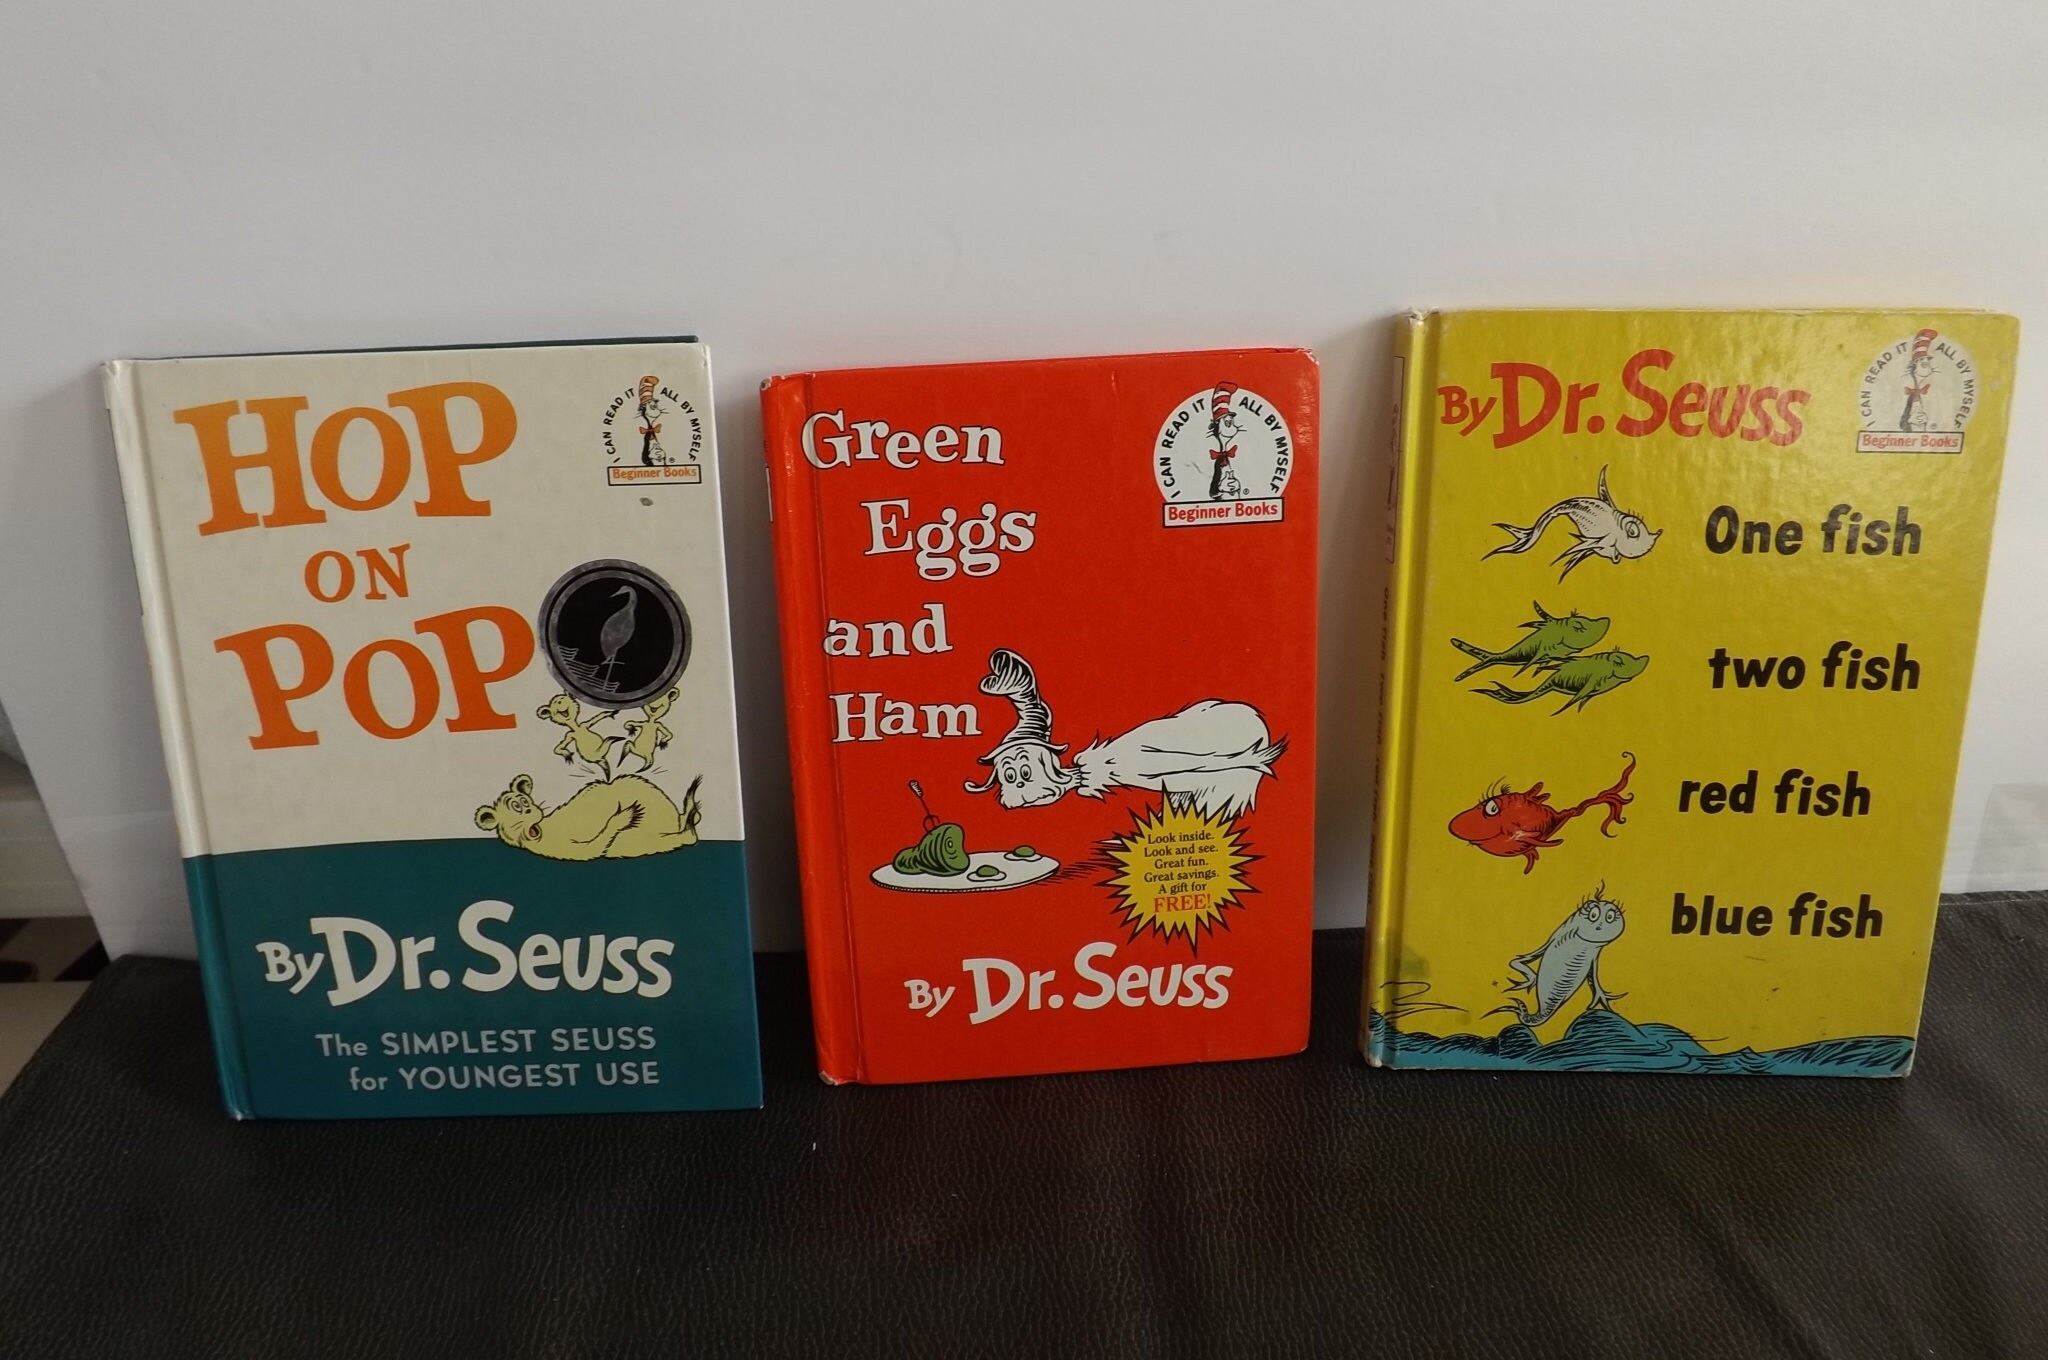 HOP
ON
POP
I CAN READ IT ALL BY MYSELF
Beginner Books
By Dr. Seuss
The SIMPLEST SEUSS
for YOUNGEST USE
Green
Eggs
and
Ham
I CAN READ IT ALL BY MYSELF
Beginner Books
Look inside.
Look and see.
Great fun.
Great savings.
A gift for
FREE!
By Dr. Seuss
By Dr. Seuss
I CAN READ IT ALL BY MYSELF
Beginner Books
One fish
two fish
red fish
blue fish